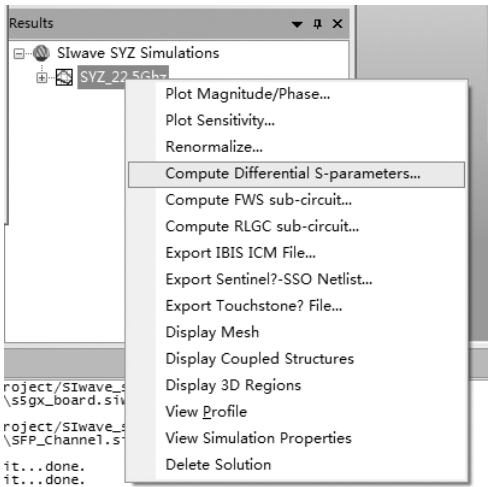 Results
SIwave SYZ Simulations
SYZ_22.5Ghz
Plot Magnitude/Phase...
Plot Sensitivity...
Renormalize...
Compute Differential S-parameters...
Compute FWS sub-circuit...
Compute RLGC sub-circuit...
Export IBIS ICM File...
Export Sentinel?-SSO Netlist...
Export Touchstone? File...
Display Mesh
Display Coupled Structures
Display 3D Regions
View Profile
View Simulation Properties
Delete Solution
roject/SIwave_s
\s5gx_board.siw
roject/SIwave_s
\SFP_Channel.si
it...done.
it...done.